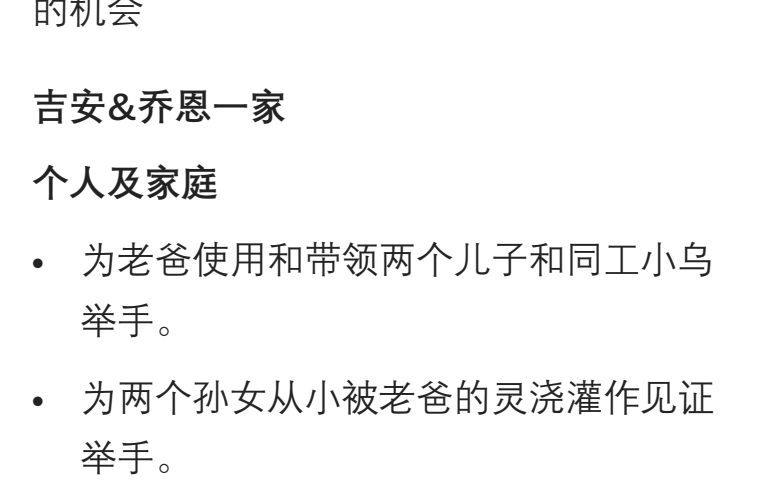 的机会
吉安&乔恩一家
个人及家庭
• 为老爸使用和带领两个儿子和同工小乌
举手。
• 为两个孙女从小被老爸的灵浇灌作见证
举手。